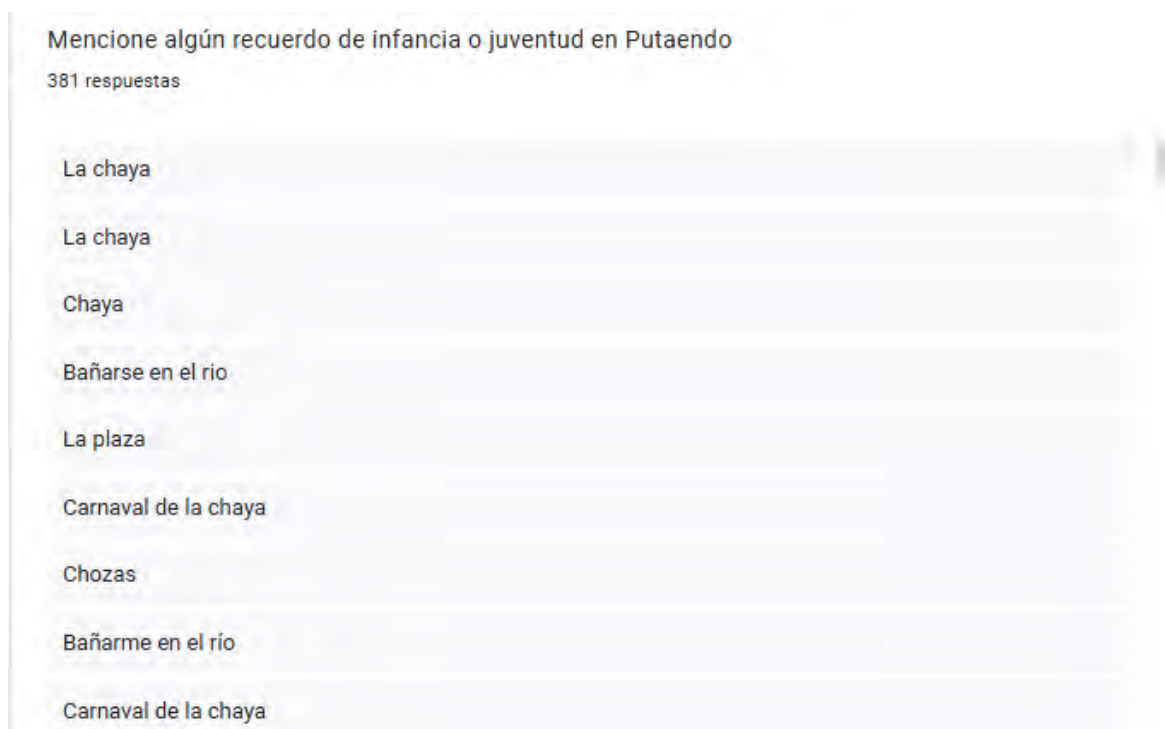 Mencione algún recuerdo de infancia o juventud en Putaendo
381 respuestas
La chaya
La chaya
Chaya
Bañarse en el rio
La plaza
Carnaval de la chaya
Chozas
Bañarme en el río
Carnaval de la chaya